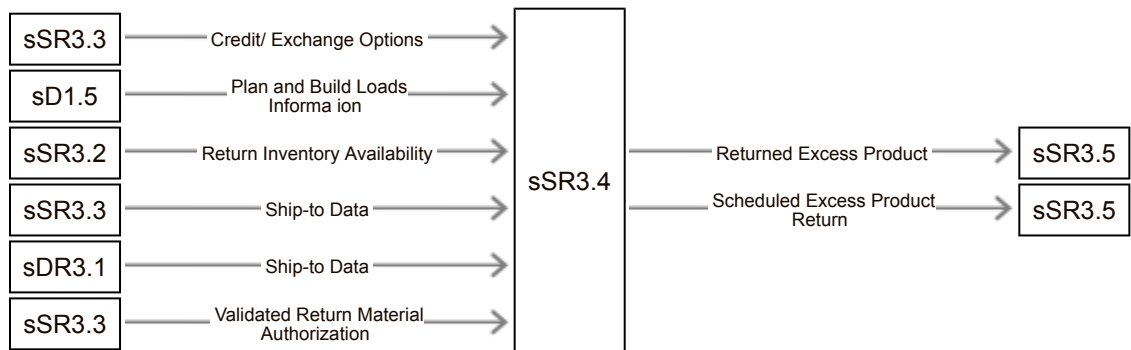 sSR3.3
Credit/ Exchange Options
sD1.5
Plan and Build Loads
Informa ion
sSR3.2
Return Inventory Availability
sSR3.3
Ship-to Data
sDR3.1
Ship-to Data
sSR3.3
Validated Return Material
Authorization
sSR3.4
Returned Excess Product
sSR3.5
Scheduled Excess Product
Return
sSR3.5